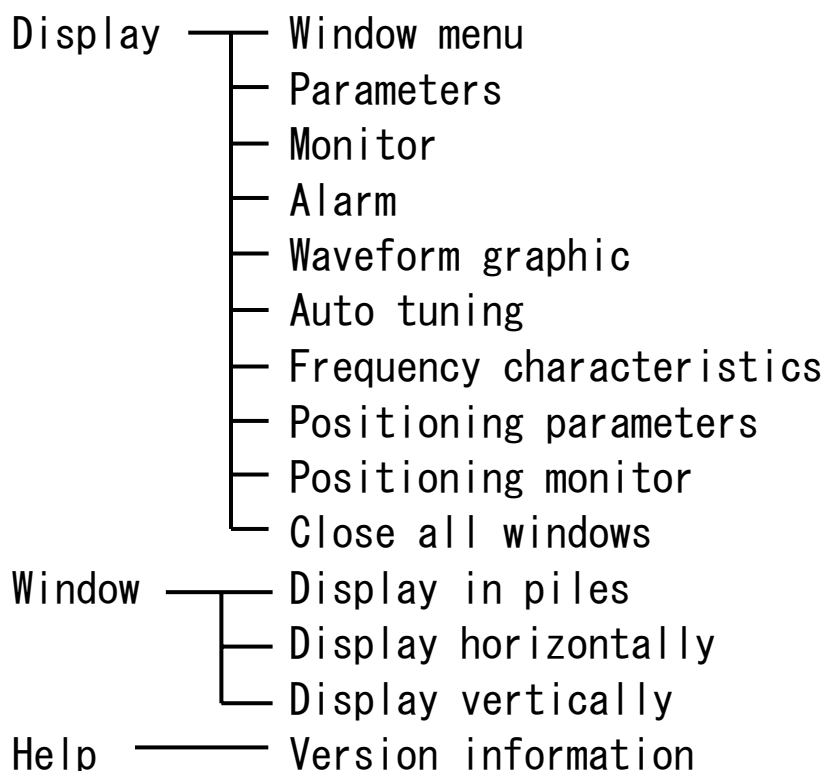 Display Window menu
Parameters
Monitor
Alarm
Waveform graphic
Auto tuning
Frequency characteristics
Positioning parameters
Positioning monitor
Close all windows
Window Display in piles
Display horizontally
Display vertically
Help Version information